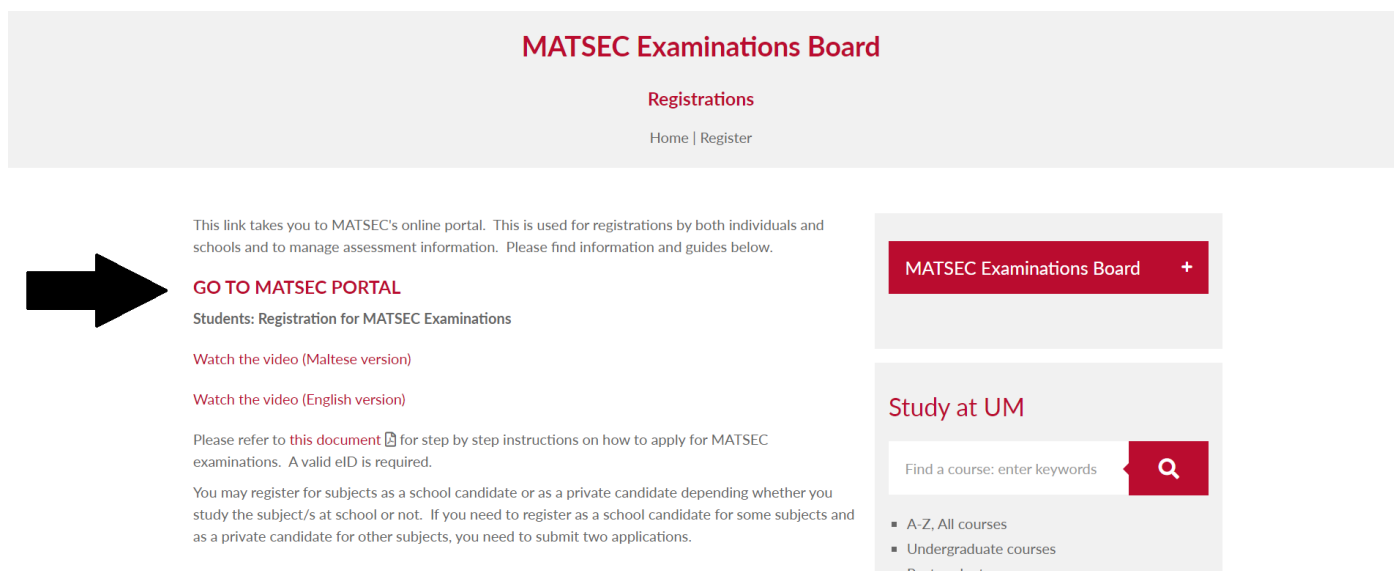 MATSEC Examinations Board
Registrations
Home | Register
This link takes you to MATSEC's online portal. This is used for registrations by both individuals and
schools and to manage assessment information. Please find information and guides below.
GO TO MATSEC PORTAL
Students: Registration for MATSEC Examinations
Watch the video (Maltese version)
Watch the video (English version)
Please refer to this document for step by step instructions on how to apply for MATSEC
examinations. A valid eID is required.
You may register for subjects as a school candidate or as a private candidate depending whether you
study the subject/s at school or not. If you need to register as a school candidate for some subjects and
as a private candidate for other subjects, you need to submit two applications.
MATSEC Examinations Board +
Study at UM
Find a course: enter keywords
A-Z, All courses
Undergraduate courses